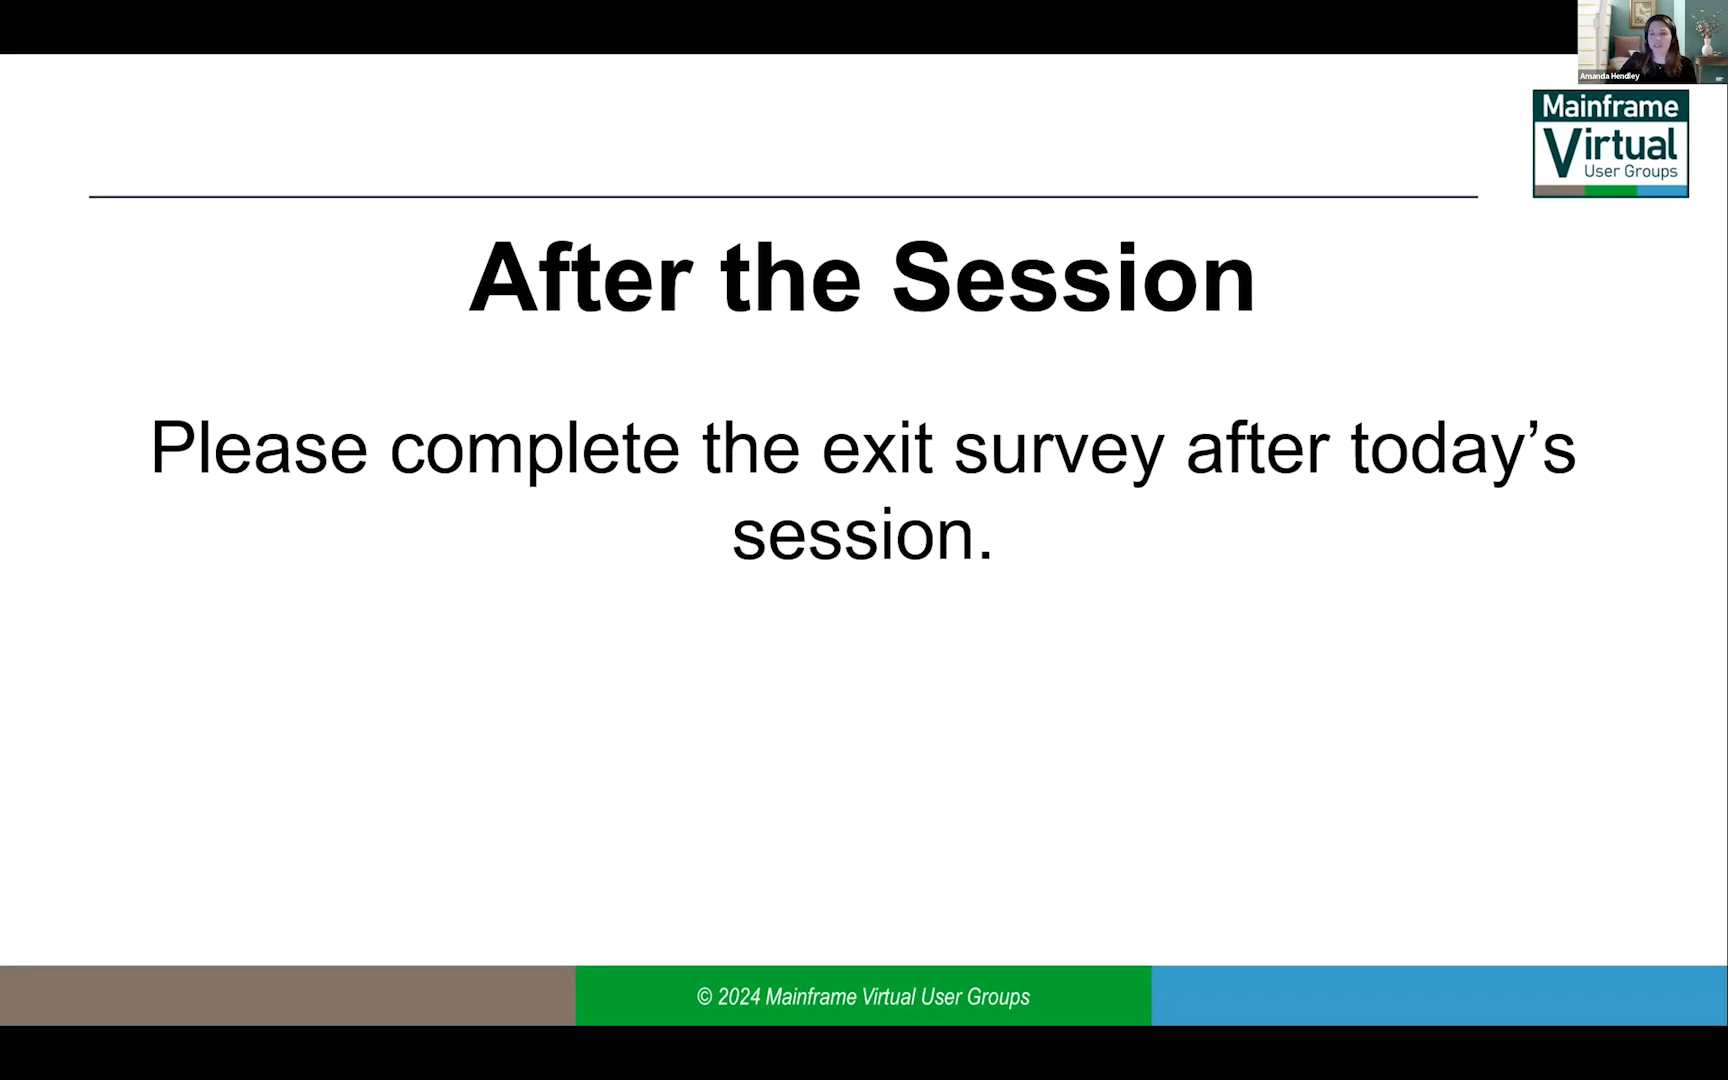 Amanda Hendley
Mainframe
Virtual
User Groups
After the Session
Please complete the exit survey after today’s
session.
© 2024 Mainframe Virtual User Groups